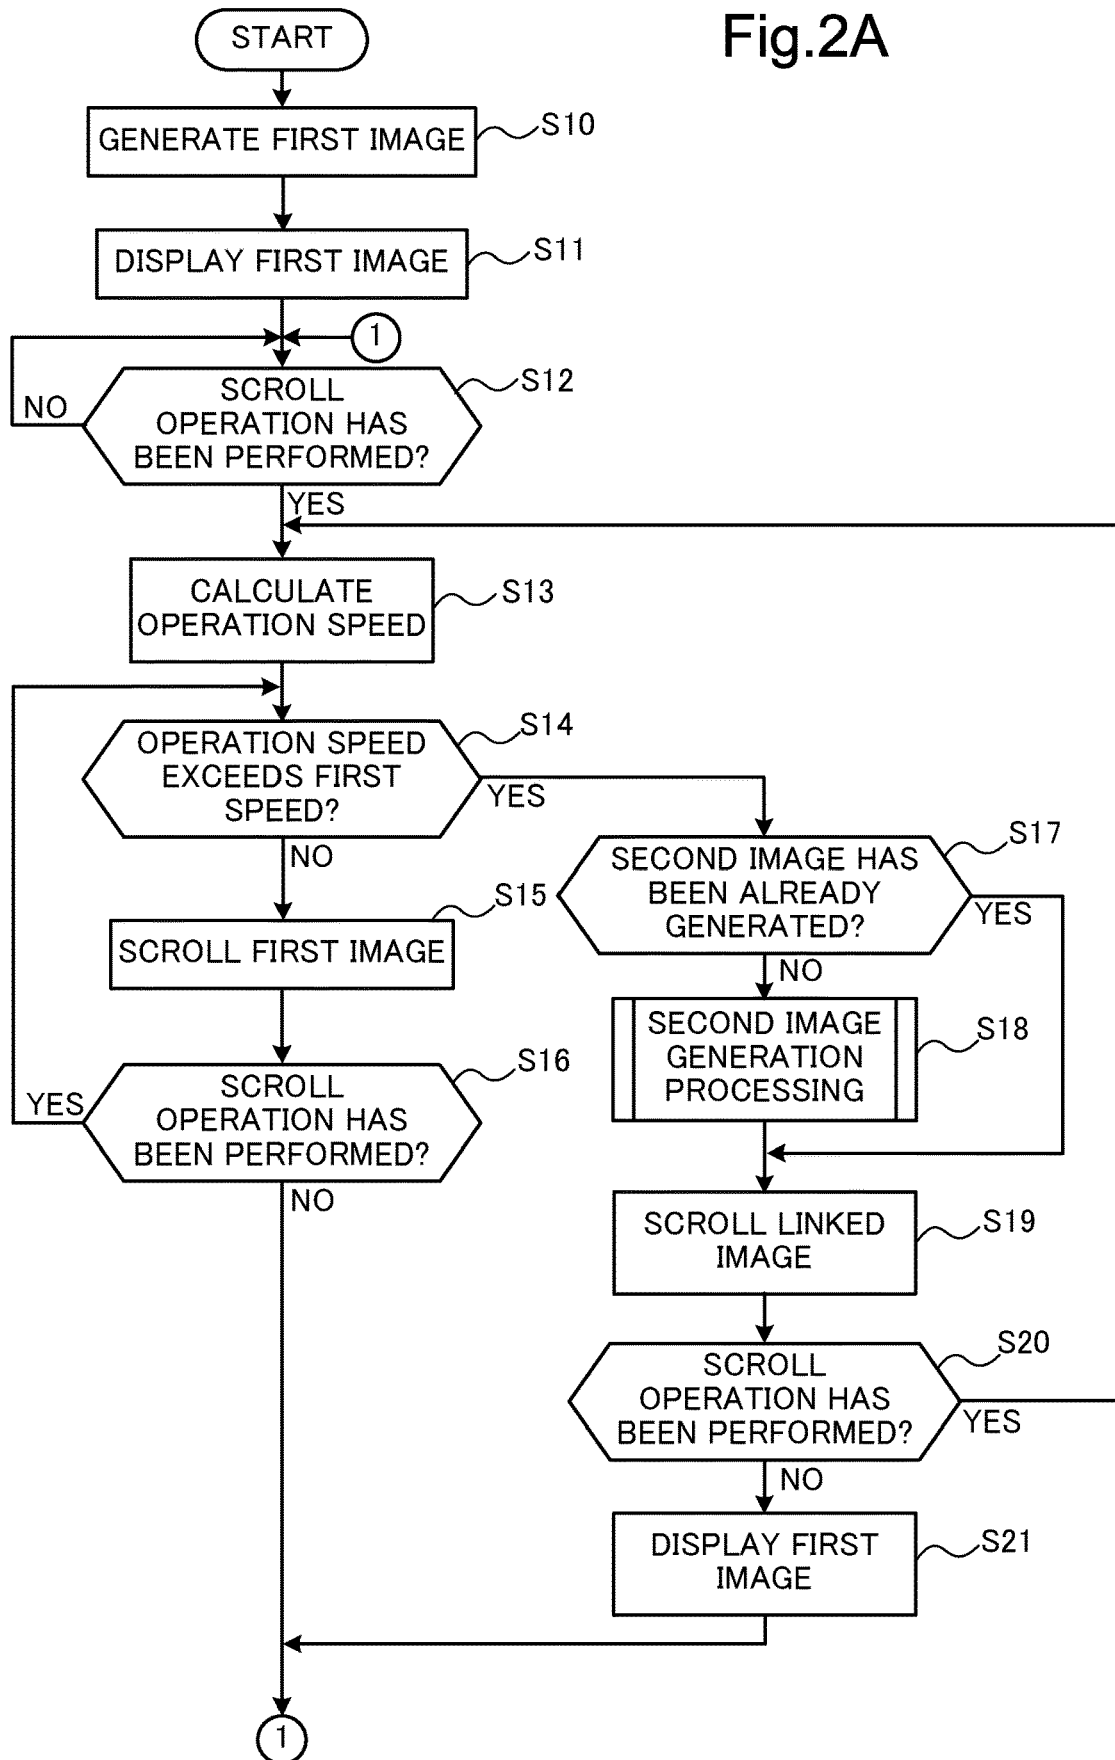 Fig.2A
START
GENERATE FIRST IMAGE
S10
DISPLAY FIRST IMAGE
S11
1
SCROLL
OPERATION HAS
BEEN PERFORMED?
S12
NO
YES
CALCULATE
OPERATION SPEED
S13
OPERATION SPEED
EXCEEDS FIRST
SPEED?
S14
YES
NO
SCROLL FIRST IMAGE
S15
SCROLL
OPERATION HAS
BEEN PERFORMED?
S16
YES
NO
SECOND IMAGE HAS
BEEN ALREADY
GENERATED?
S17
YES
NO
SECOND IMAGE
GENERATION
PROCESSING
S18
SCROLL LINKED
IMAGE
S19
SCROLL
OPERATION HAS
BEEN PERFORMED?
S20
YES
NO
DISPLAY FIRST
IMAGE
S21
1